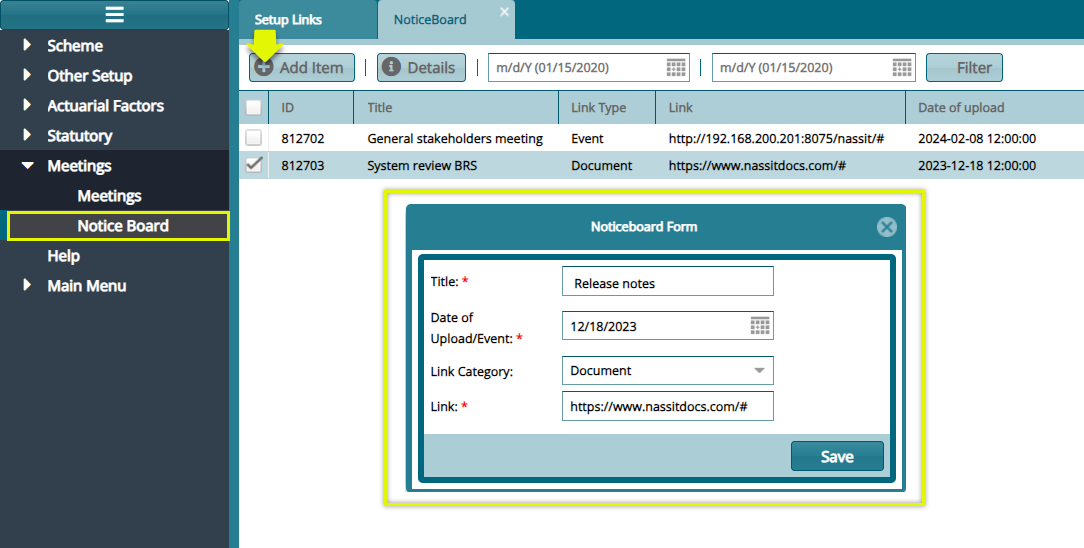 Setup Links
NoticeBoard
Scheme
Other Setup
Actuarial Factors
Statutory
Meetings
Meetings
Notice Board
Help
Main Menu
Add Item
Details
m/d/Y (01/15/2020)
m/d/Y (01/15/2020)
Filter
ID Title Link Type Link Date of upload
812702 General stakeholders meeting Event http://192.168.200.201:8075/nassit/# 2024-02-08 12:00:00
812703 System review BRS Document https://www.nassitdocs.com/# 2023-12-18 12:00:00
Noticeboard Form
Title: * Release notes
Date of
Upload/Event: * 12/18/2023
Link Category: Document
Link: * https://www.nassitdocs.com/#
Save